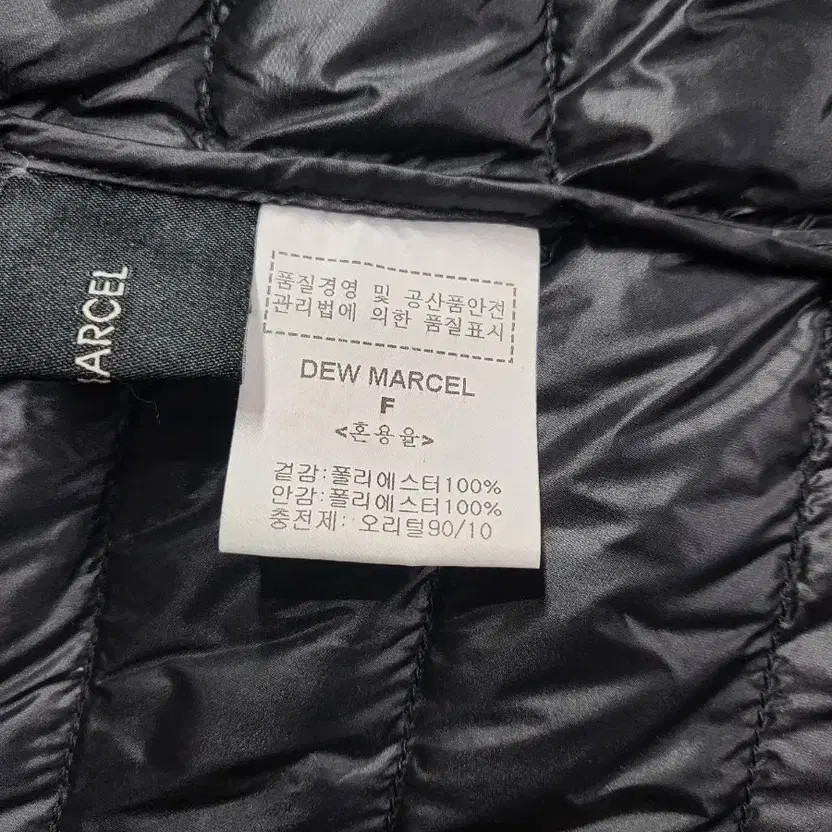 MARCEL
품질경영 및 공산품안전
관리법에 의한 품질표시
DEW MARCEL
F
<혼용율>
겉감:폴리에스터100%
안감:폴리에스터100%
충전제: 오리털90/10